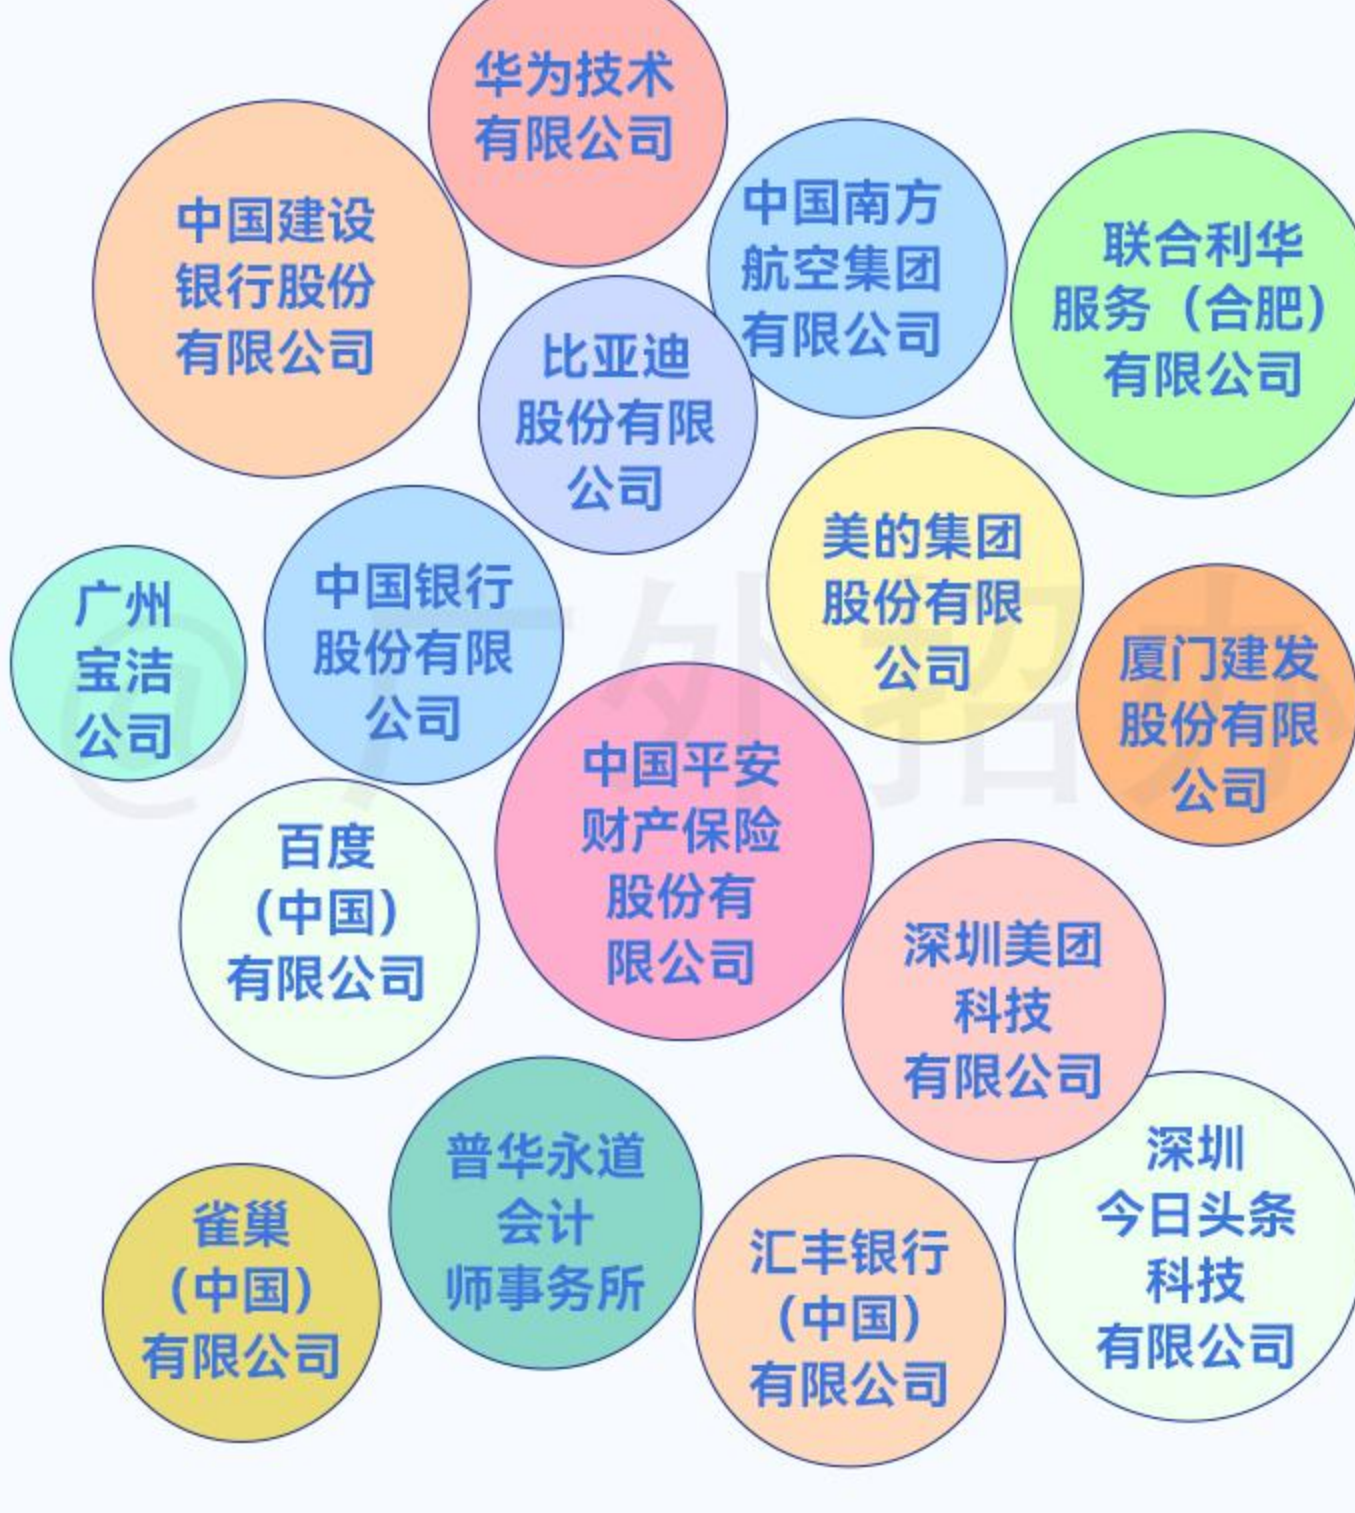 华为技术
有限公司
中国建设
银行股份
有限公司
中国南方
航空集团
有限公司
联合利华
服务（合肥）
有限公司
比亚迪
股份有限
公司
美的集团
股份有限
公司
广州
宝洁
公司
中国银行
股份有限
公司
厦门建发
股份有限
公司
中国平安
财产保险
股份有
限公司
百度
（中国）
有限公司
深圳美团
科技
有限公司
普华永道
会计
师事务所
深圳
今日头条
科技
有限公司
雀巢
（中国）
有限公司
汇丰银行
（中国）
有限公司
@广外招办